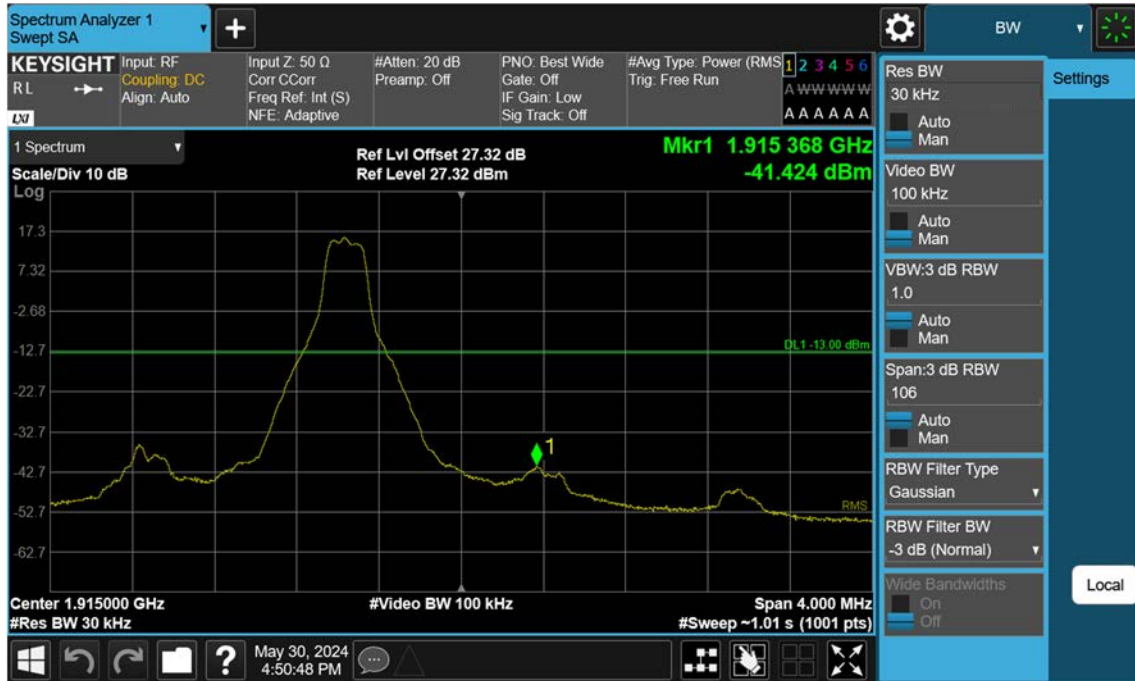 Spectrum Analyzer 1
Swept SA
+
BW
KEYSIGHT
RL
LXI
Input: RF
Coupling: DC
Align: Auto
Input Z: 50 Ω
Corr CCorr
Freq Ref: Int (S)
NFE: Adaptive
#Atten: 20 dB
Preamp: Off
PNO: Best Wide
Gate: Off
IF Gain: Low
Sig Track: Off
#Avg Type: Power (RMS
Trig: Free Run
1 2 3 4 5 6
A W W W W W
A A A A A A
1 Spectrum
Scale/Div 10 dB
Log
Ref Lvl Offset 27.32 dB
Ref Level 27.32 dBm
Mkr1 1.915 368 GHz
-41.424 dBm
17.3
7.32
-2.68
-12.7
-22.7
-32.7
-42.7
-52.7
-62.7
DL1 -13.00 dBm
1
RMS
Center 1.915000 GHz
#Res BW 30 kHz
#Video BW 100 kHz
Span 4.000 MHz
#Sweep ~1.01 s (1001 pts)
Res BW
30 kHz
Auto
Man
Video BW
100 kHz
Auto
Man
VBW:3 dB RBW
1.0
Auto
Man
Span:3 dB RBW
106
Auto
Man
RBW Filter Type
Gaussian
RBW Filter BW
-3 dB (Normal)
Wide Bandwidths
On
Off
Settings
Local
?
May 30, 2024
4:50:48 PM